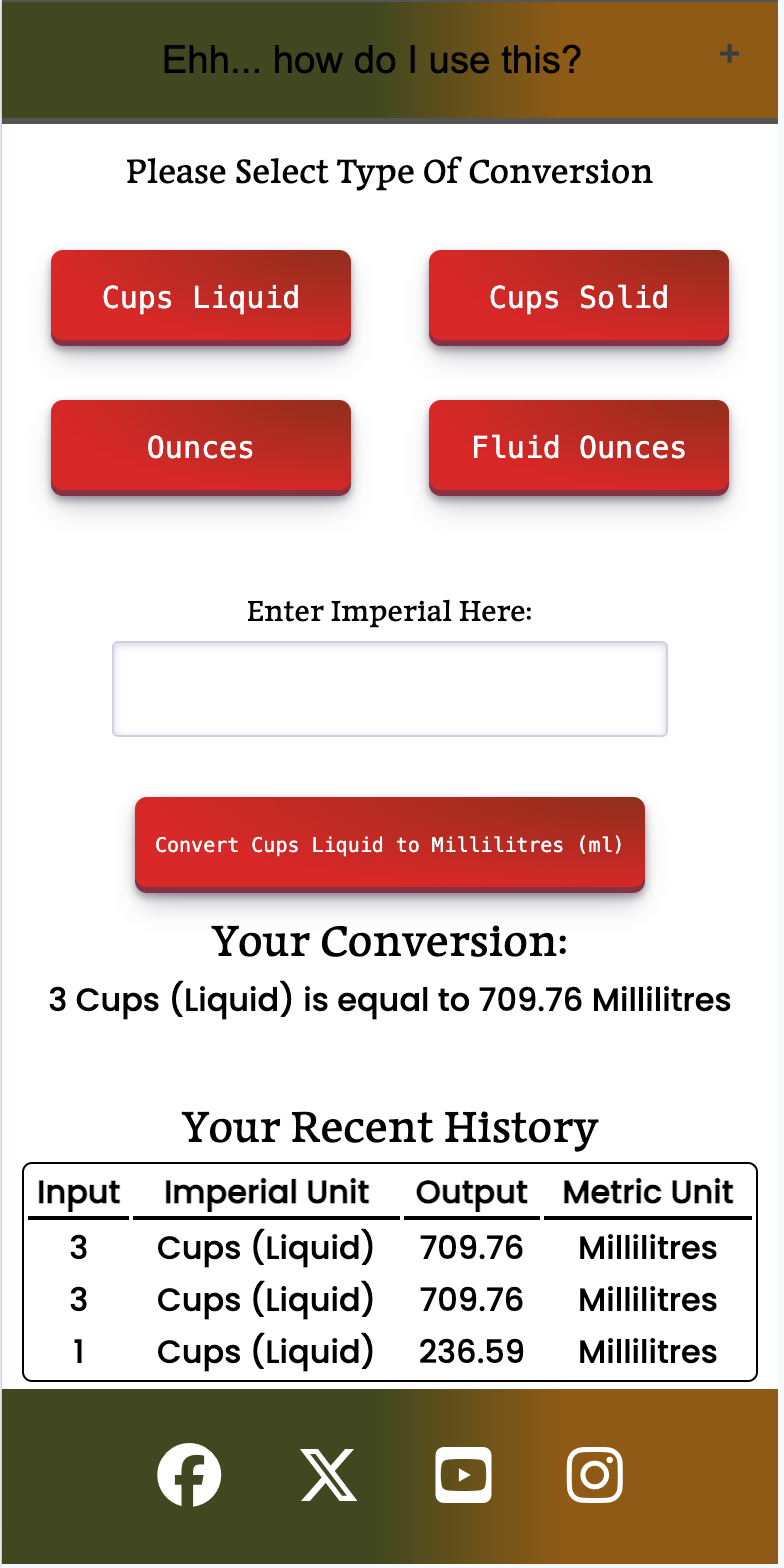 Ehh... how do I use this? +
Please Select Type Of Conversion
Cups Liquid Cups Solid
Ounces Fluid Ounces
Enter Imperial Here:
Convert Cups Liquid to Millilitres (ml)
Your Conversion:
3 Cups (Liquid) is equal to 709.76 Millilitres
Your Recent History
Input Imperial Unit Output Metric Unit
3 Cups (Liquid) 709.76 Millilitres
3 Cups (Liquid) 709.76 Millilitres
1 Cups (Liquid) 236.59 Millilitres